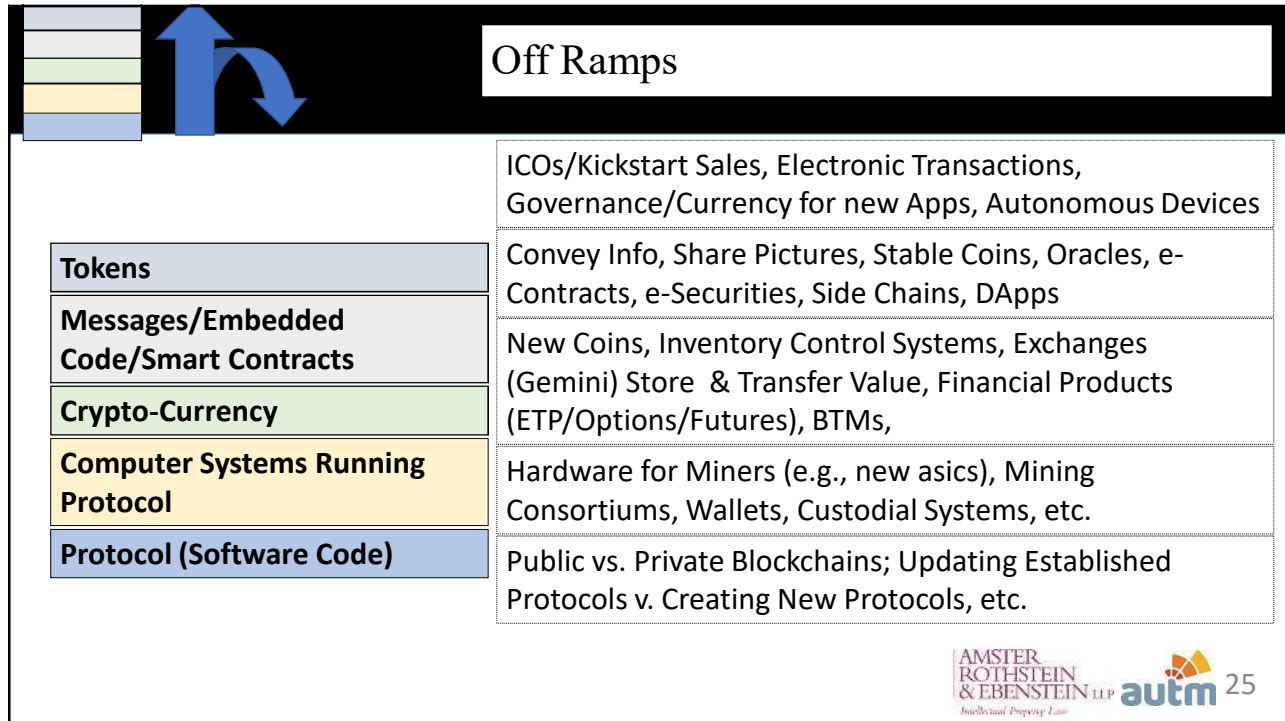 Off Ramps
ICOs/Kickstart Sales, Electronic Transactions,
Governance/Currency for new Apps, Autonomous Devices
Tokens
Convey Info, Share Pictures, Stable Coins, Oracles, e-
Contracts, e-Securities, Side Chains, DApps
Messages/Embedded
Code/Smart Contracts
New Coins, Inventory Control Systems, Exchanges
(Gemini) Store & Transfer Value, Financial Products
(ETP/Options/Futures), BTMs,
Crypto-Currency
Computer Systems Running
Protocol
Hardware for Miners (e.g., new asics), Mining
Consortiums, Wallets, Custodial Systems, etc.
Protocol (Software Code)
Public vs. Private Blockchains; Updating Established
Protocols v. Creating New Protocols, etc.
AMSTER
ROTHSTEIN
& EBENSTEIN LLP
Intellectual Property Law
autm
25